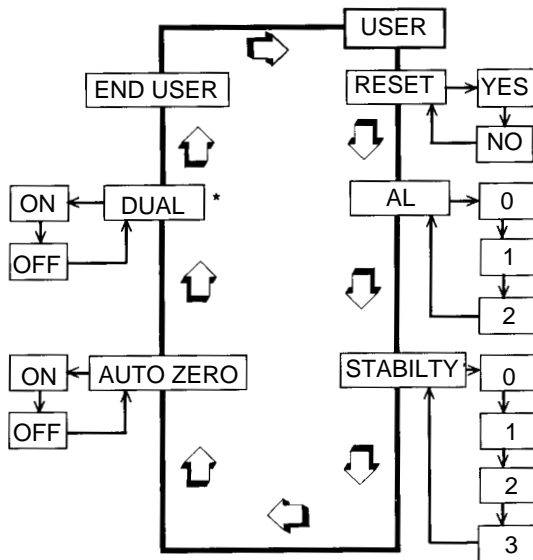 USER
END USER
RESET
YES
NO
ON
DUAL *
OFF
AL
0
1
2
ON
AUTO ZERO
OFF
STABILTY
0
1
2
3